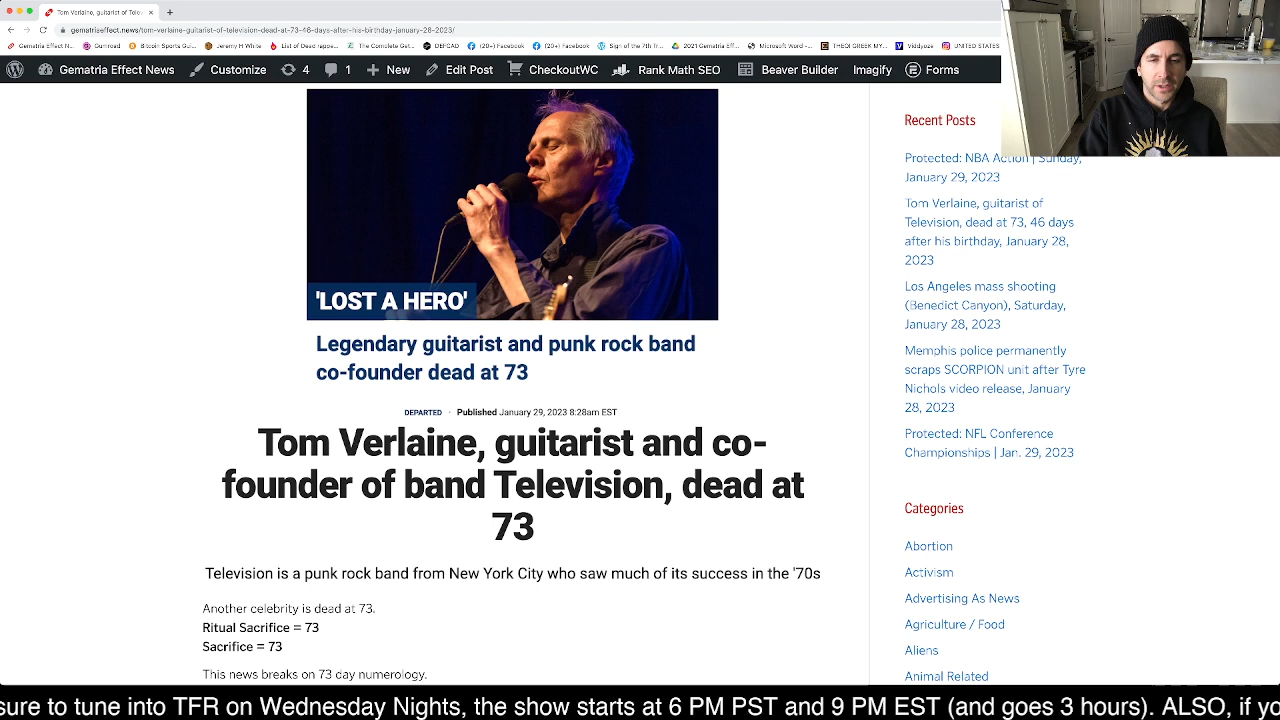 Tom Verlaine, guitarist of Telev
gematriaeffect.news/tom-verlaine-guitarist-of-television-dead-at-73-46-days-after-his-birthday-january-28-2023/
Gematria Effect N...
Gumroad
Bitcoin Sports Gui...
Jeremy H White
List of Dead rappe...
The Complete Get...
DEFCAD
(20+) Facebook
(20+) Facebook
Sign of the 7th Tr...
2021 Gematria Eff...
Microsoft Word -...
THEQI GREEK MY...
Viddyoze
UNITED STATES
Gematria Effect News
Customize
4
1
New
Edit Post
CheckoutWC
Rank Math SEO
Beaver Builder
Imagify
Forms
'LOST A HERO'
Legendary guitarist and punk rock band
co-founder dead at 73
DEPARTED · Published January 29, 2023 8:28am EST
Tom Verlaine, guitarist and co-
founder of band Television, dead at
73
Television is a punk rock band from New York City who saw much of its success in the '70s
Another celebrity is dead at 73.
Ritual Sacrifice = 73
Sacrifice = 73
This news breaks on 73 day numerology.
Recent Posts
Protected: NBA Action | Sunday,
January 29, 2023
Tom Verlaine, guitarist of
Television, dead at 73, 46 days
after his birthday, January 28,
2023
Los Angeles mass shooting
(Benedict Canyon), Saturday,
January 28, 2023
Memphis police permanently
scraps SCORPION unit after Tyre
Nichols video release, January
28, 2023
Protected: NFL Conference
Championships | Jan. 29, 2023
Categories
Abortion
Activism
Advertising As News
Agriculture / Food
Aliens
Animal Related
sure to tune into TFR on Wednesday Nights, the show starts at 6 PM PST and 9 PM EST (and goes 3 hours). ALSO, if yo